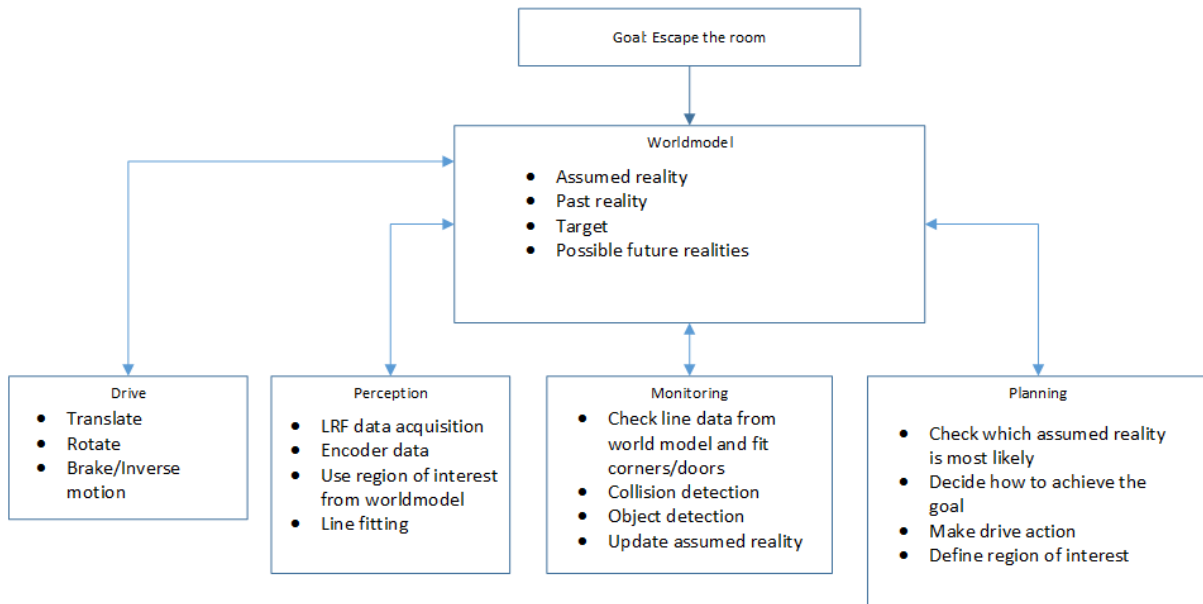 Goal: Escape the room
Worldmodel
• Assumed reality
• Past reality
• Target
• Possible future realities
Drive
• Translate
• Rotate
• Brake/Inverse
motion
Perception
• LRF data acquisition
• Encoder data
• Use region of interest
from worldmodel
• Line fitting
Monitoring
• Check line data from
world model and fit
corners/doors
• Collision detection
• Object detection
• Update assumed reality
Planning
• Check which assumed reality
is most likely
• Decide how to achieve the
goal
• Make drive action
• Define region of interest